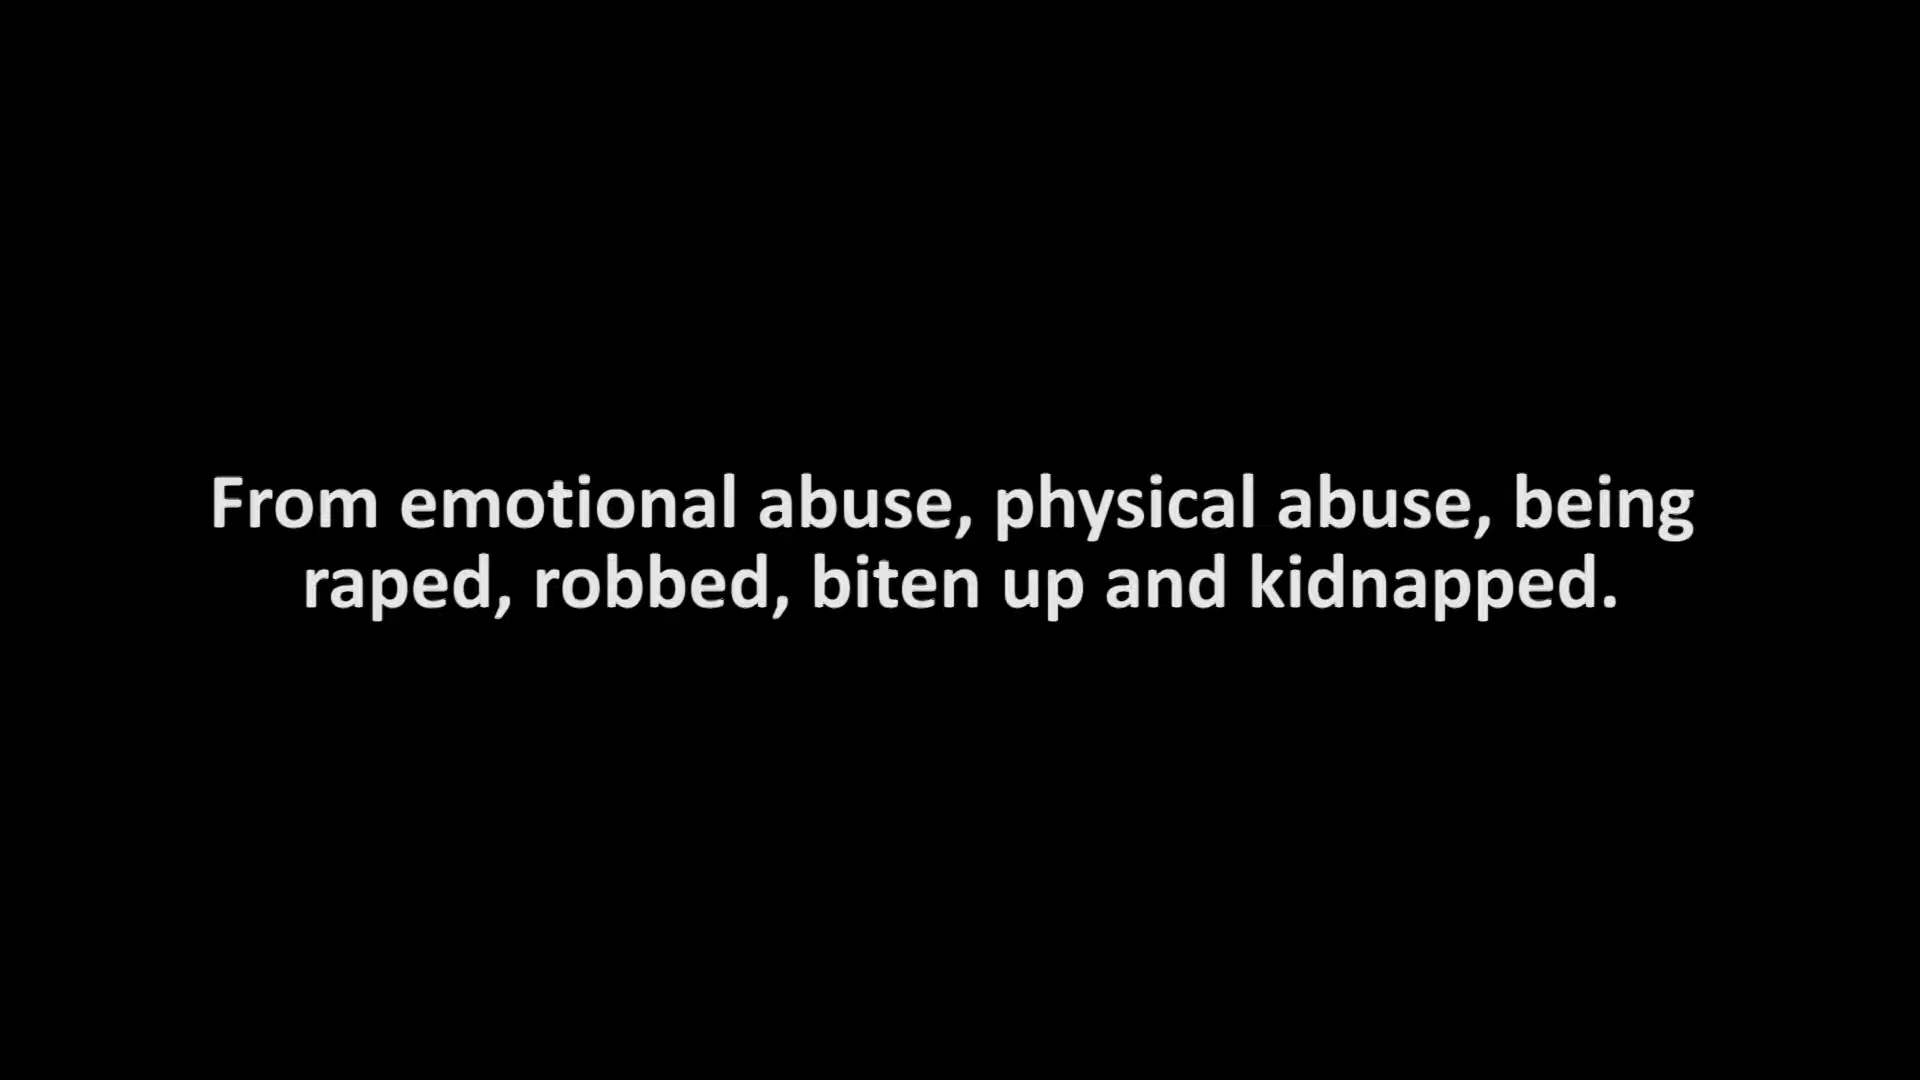 From emotional abuse, physical abuse, being
raped, robbed, biten up and kidnapped.